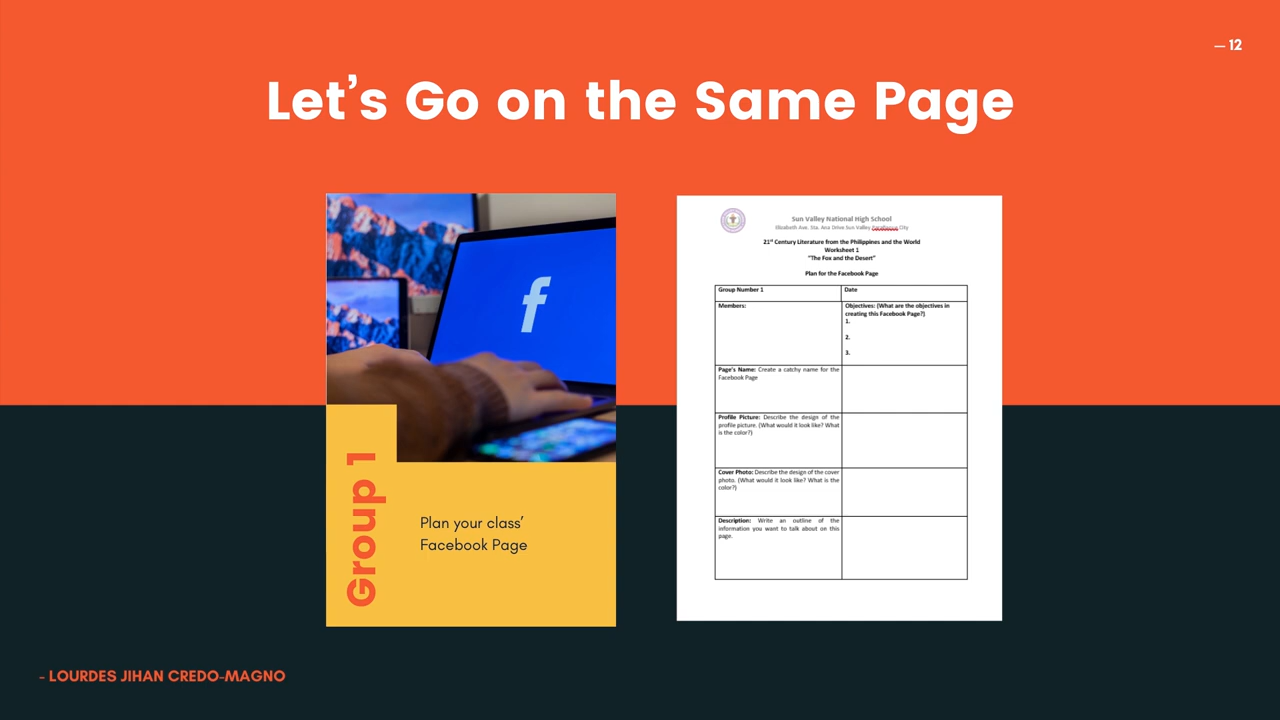 — 12
Let's Go on the Same Page
Group 1
Plan your class'
Facebook Page
Sun Valley National High School
Elizabeth Ave. Sta. Ana Drive Sun Valley City
21st Century Literature from the Philippines and the World
Worksheet 1
"The Fox and the Desert"
Plan for the Facebook Page
Group Number 1
Date
Members:
Objectives: (What are the objectives in
creating this Facebook Page?)
1.
2.
3.
Page's Name: Create a catchy name for the
Facebook Page
Profile Picture: Describe the design of the
profile picture. (What would it look like? What
is the color?)
Cover Photo: Describe the design of the cover
photo. (What would it look like? What is the
color?)
Description: Write an outline of the
information you want to talk about on this
page.
- LOURDES JIHAN CREDO-MAGNO